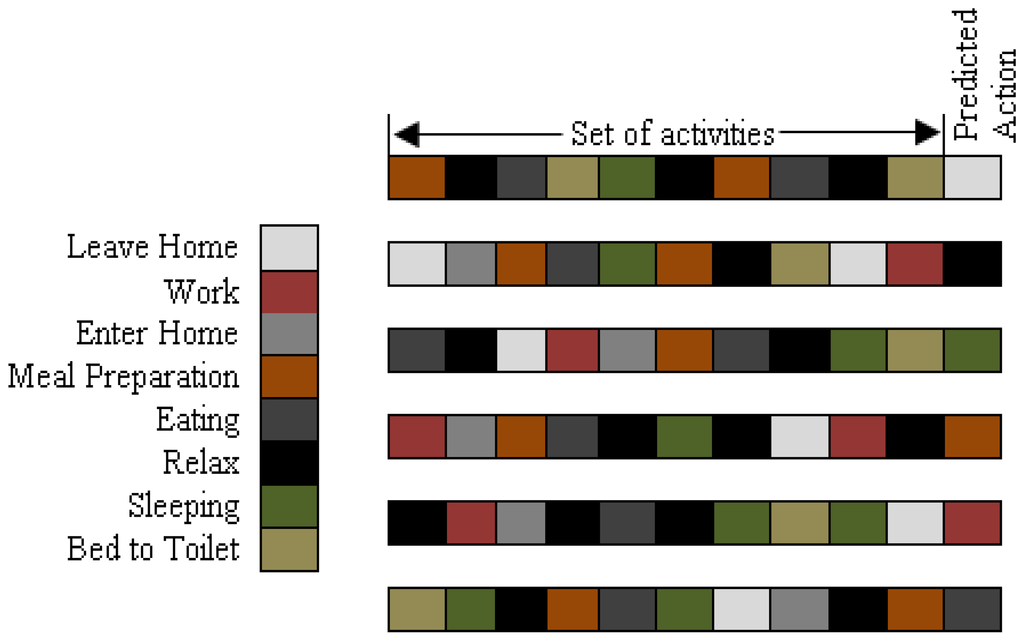 Predicted
Action
Set of activities
Leave Home
Work
Enter Home
Meal Preparation
Eating
Relax
Sleeping
Bed to Toilet